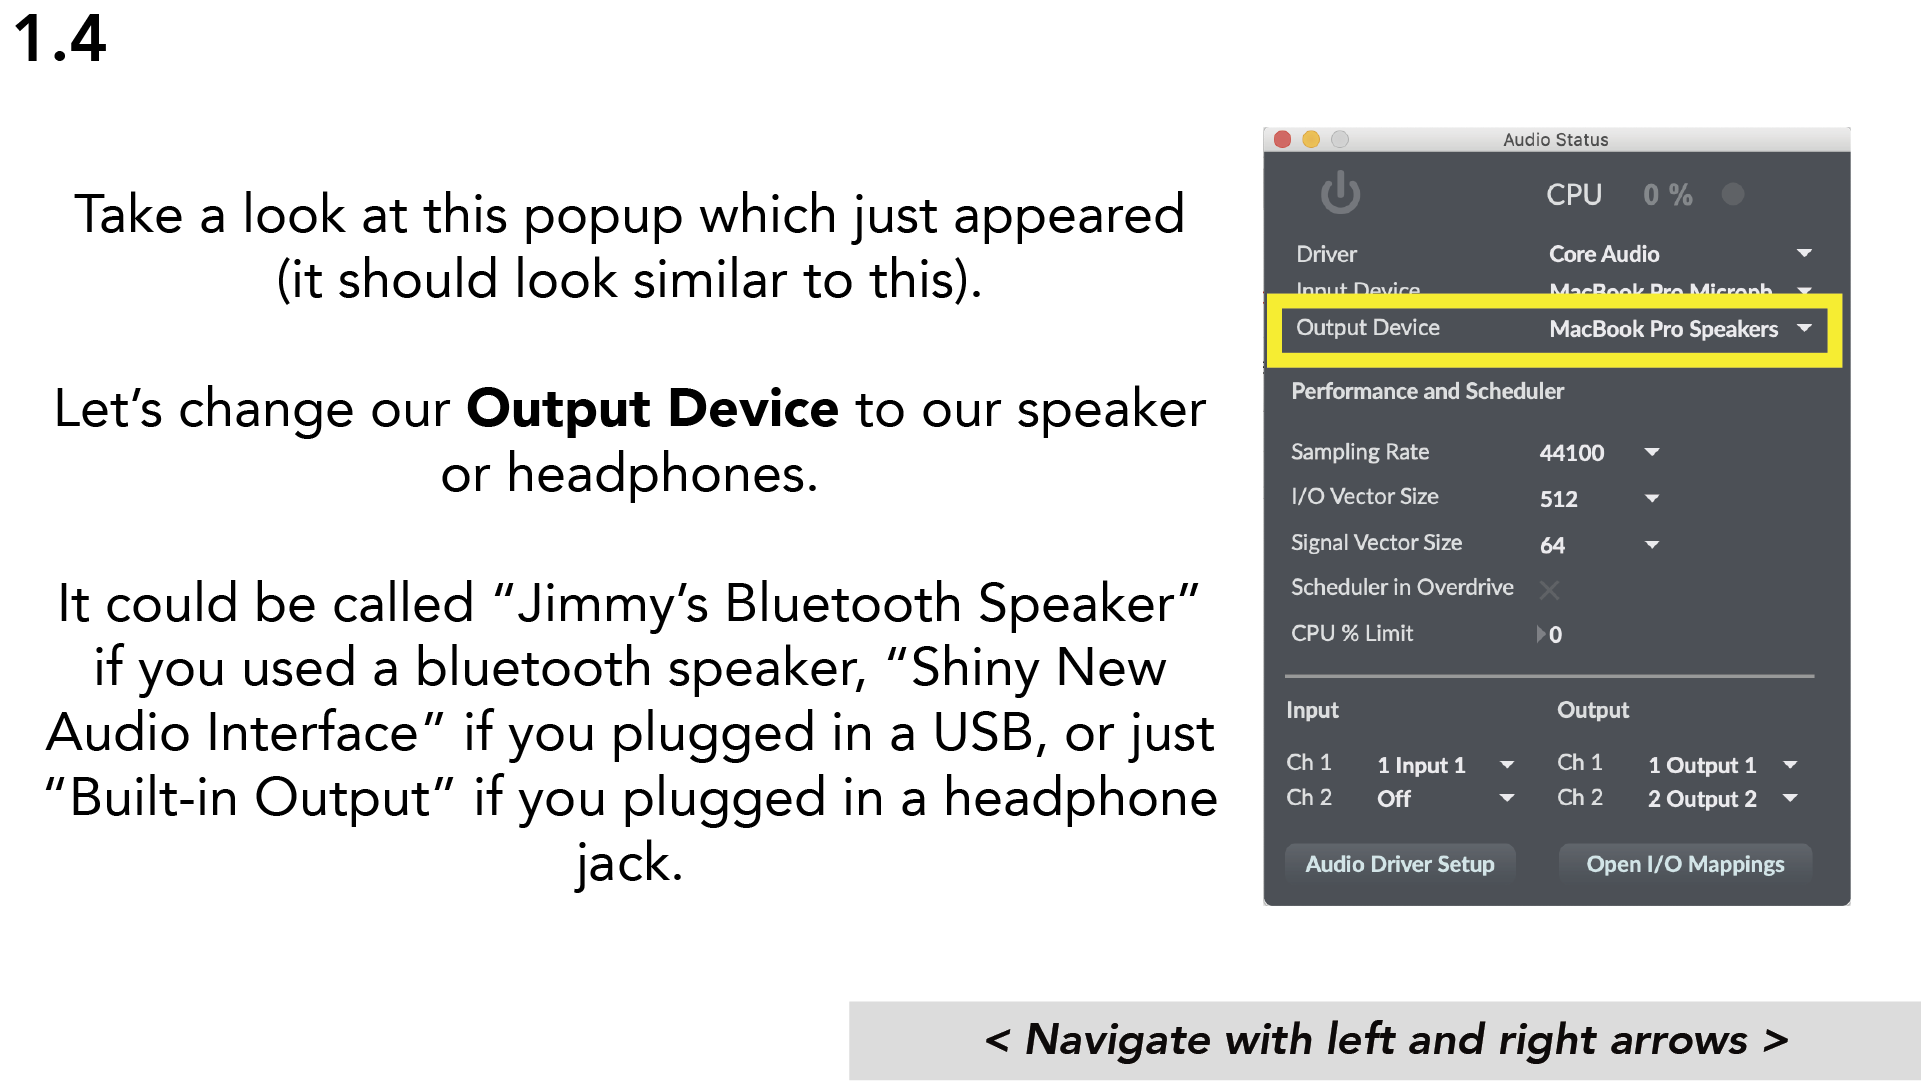 1.4
Take a look at this popup which just appeared
(it should look similar to this).
Let’s change our Output Device to our speaker
or headphones.
It could be called “Jimmy’s Bluetooth Speaker”
if you used a bluetooth speaker, “Shiny New
Audio Interface” if you plugged in a USB, or just
“Built-in Output” if you plugged in a headphone
jack.
Audio Status
CPU 0 %
Driver Core Audio
Input Device MacBook Pro Microph
Output Device MacBook Pro Speakers
Performance and Scheduler
Sampling Rate 44100
I/O Vector Size 512
Signal Vector Size 64
Scheduler in Overdrive
CPU % Limit 0
Input Output
Ch 1 1 Input 1 Ch 1 1 Output 1
Ch 2 Off Ch 2 2 Output 2
Audio Driver Setup Open I/O Mappings
< Navigate with left and right arrows >